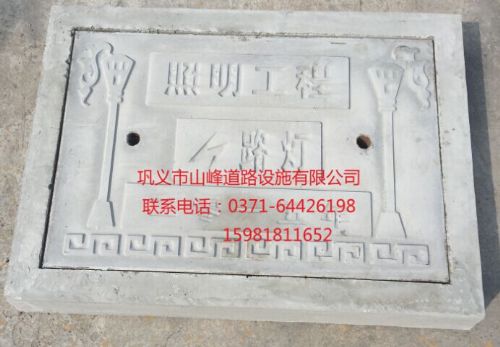 照明工程
路灯
巩义市山峰道路设施有限公司
联系电话：0371-64426198
15981811652